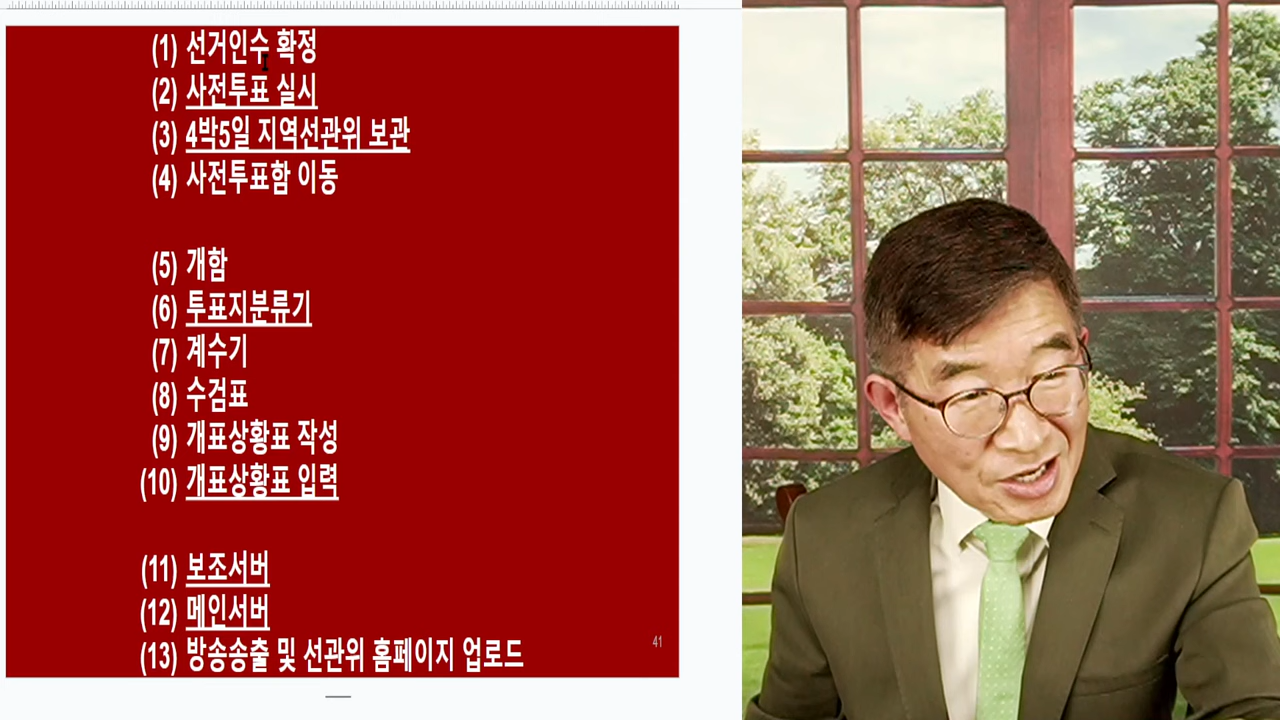 (1) 선거인수 확정
(2) 사전투표 실시
(3) 4박5일 지역선관위 보관
(4) 사전투표함 이동
(5) 개함
(6) 투표지분류기
(7) 계수기
(8) 수검표
(9) 개표상황표 작성
(10) 개표상황표 입력
(11) 보조서버
(12) 메인서버
(13) 방송송출 및 선관위 홈페이지 업로드
41